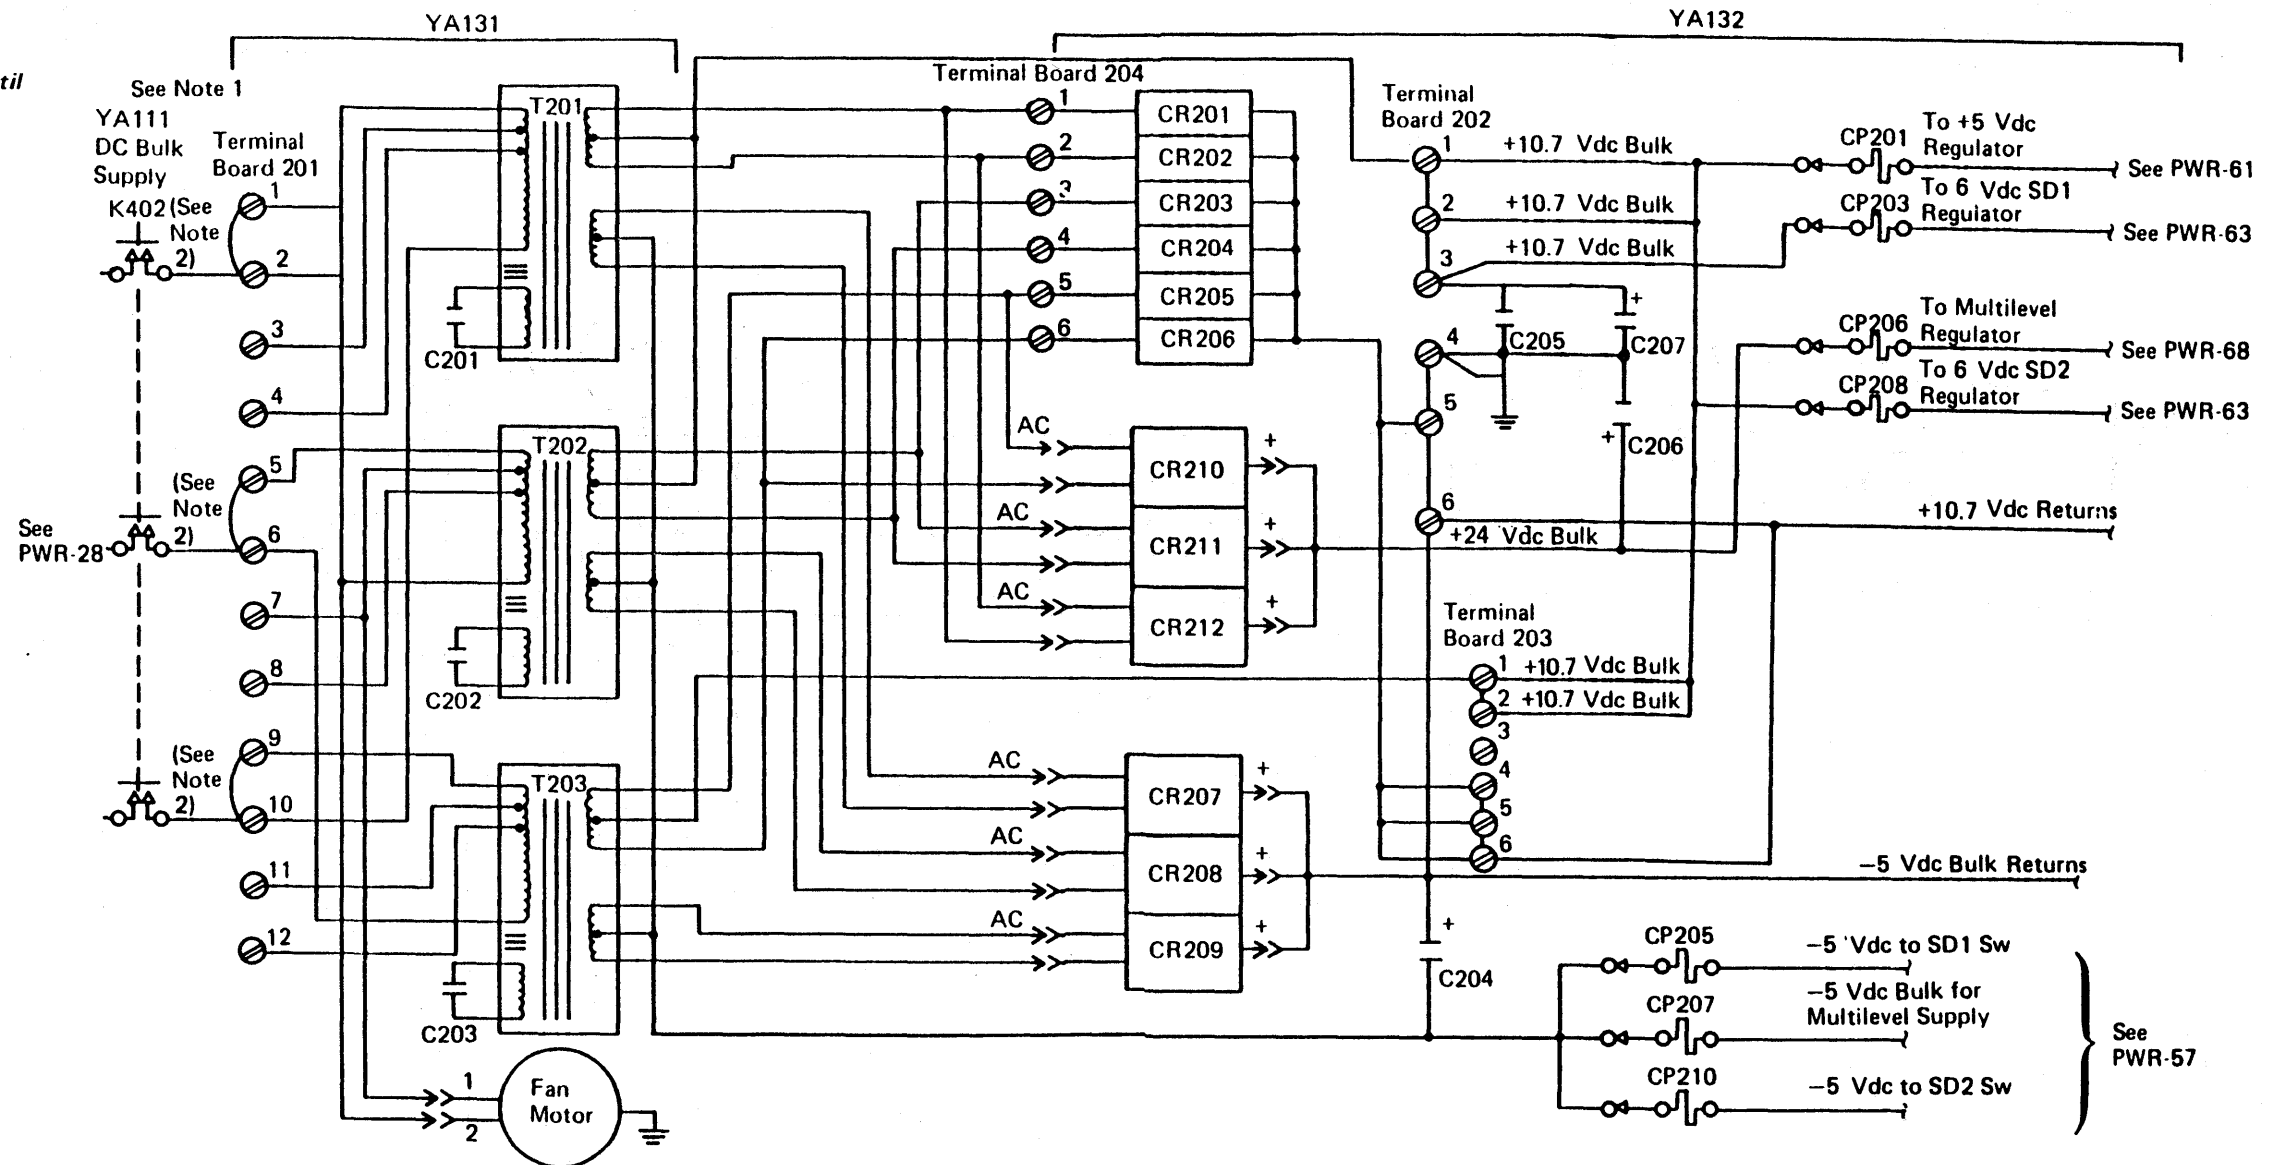 YA131
YA132
til
See Note 1
YA111
DC Bulk
Supply
K402
Terminal
Board 201
(See
Note
2)
1
2
3
4
5
6
7
8
9
10
11
12
(See
Note
2)
(See
Note
2)
See
PWR-28
T201
C201
T202
C202
T203
C203
1
2
Fan
Motor
Terminal Board 204
1
2
3
4
5
6
CR201
CR202
CR203
CR204
CR205
CR206
AC
CR210
+
AC
CR211
+
AC
CR212
+
AC
CR207
+
AC
CR208
+
AC
CR209
+
Terminal
Board 202
1
+10.7 Vdc Bulk
2
+10.7 Vdc Bulk
3
+10.7 Vdc Bulk
4
5
6
C205
+
C207
+
C206
+24 Vdc Bulk
+10.7 Vdc Returns
CP201
To +5 Vdc
Regulator
See PWR-61
CP203
To 6 Vdc SD1
Regulator
See PWR-63
CP206
To Multilevel
Regulator
See PWR-68
CP208
To 6 Vdc SD2
Regulator
See PWR-63
Terminal
Board 203
1 +10.7 Vdc Bulk
2 +10.7 Vdc Bulk
3
4
5
6
−5 Vdc Bulk Returns
+
C204
CP205
−5 Vdc to SD1 Sw
CP207
−5 Vdc Bulk for
Multilevel Supply
CP210
−5 Vdc to SD2 Sw
See
PWR-57